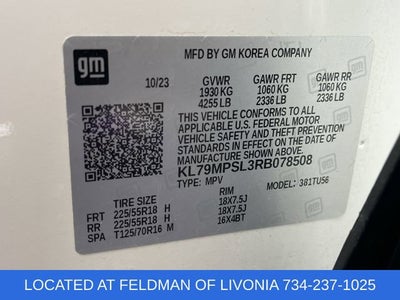 gm
MFD BY GM KOREA COMPANY
10/23 GVWR GAWR FRT GAWR RR
1930 KG 1060 KG 1060 KG
4255 LB 2336 LB 2336 LB
THIS VEHICLE CONFORMS TO ALL APPLICABLE
U.S. FEDERAL MOTOR VEHICLE SAFETY, BUMPER, AND
THEFT PREVENTION STANDARDS IN EFFECT ON THE DATE
OF MANUFACTURE SHOWN ABOVE.
KL79MPSL3RB078508
TYPE: MPV MODEL: 381TU56
TIRE SIZE RIM
FRT 225/55R18 H 18X7.5J
RR 225/55R18 H 18X7.5J
SPA T125/70R16 M 16X4BT
LOCATED AT FELDMAN OF LIVONIA 734-237-1025